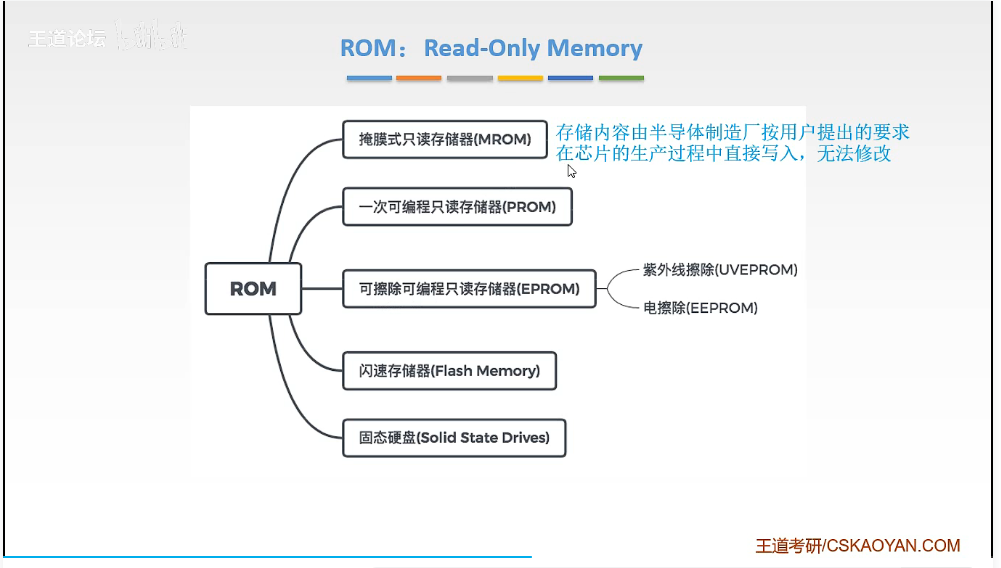 王道论坛
ROM：Read-Only Memory
掩膜式只读存储器(MROM)
存储内容由半导体制造厂按用户提出的要求
在芯片的生产过程中直接写入，无法修改
一次可编程只读存储器(PROM)
ROM
可擦除可编程只读存储器(EPROM)
紫外线擦除(UVEPROM)
电擦除(EEPROM)
闪速存储器(Flash Memory)
固态硬盘(Solid State Drives)
王道考研/CSKAOYAN.COM